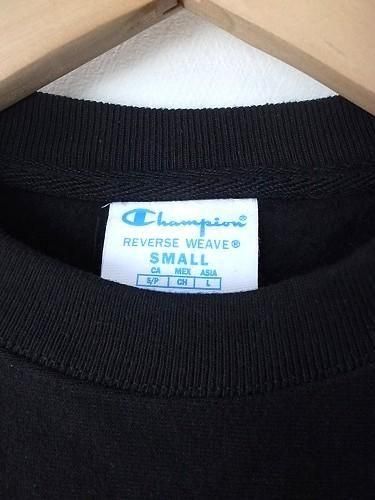 Champion®
REVERSE WEAVE®
SMALL
CA MEX ASIA
S/P CH L